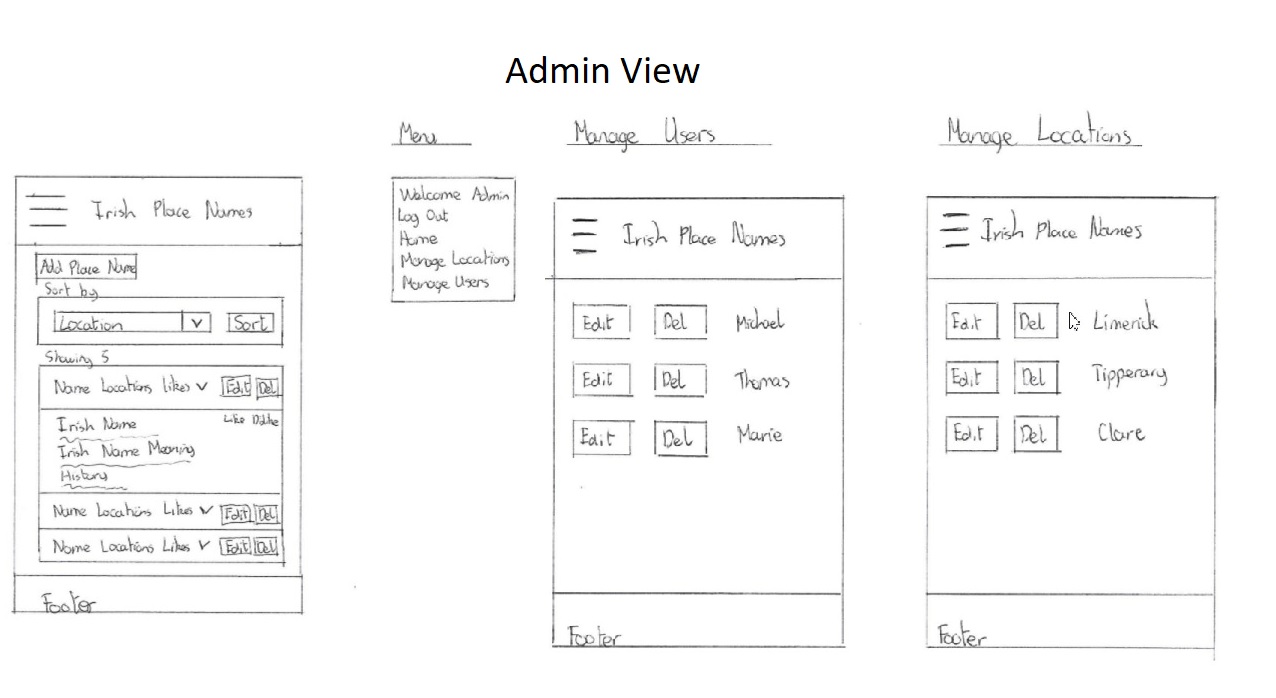 Admin View
Menu
Manage Users
Manage Locations
Irish Place Names
Add Place Name
Sort by
Location V Sort
Showing 5
Name Locations likes V Edit Del
Like Dislike
Irish Name
Irish Name Meaning
History
Name Locations Likes V Edit Del
Name Locations Likes V Edit Del
Footer
Welcome Admin
Log Out
Home
Manage Locations
Manage Users
Irish Place Names
Edit Del Michael
Edit Del Thomas
Edit Del Marie
Footer
Irish Place Names
Edit Del Limerick
Edit Del Tipperary
Edit Del Clare
Footer